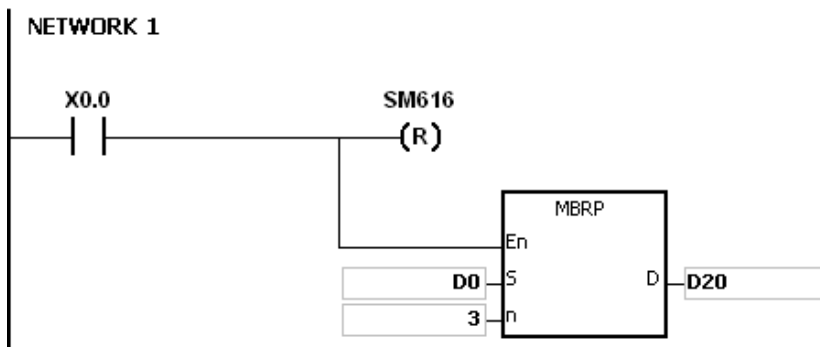 NETWORK 1
X0.0 SM616
(R)
MBRP
En
D0 S D D20
3 n